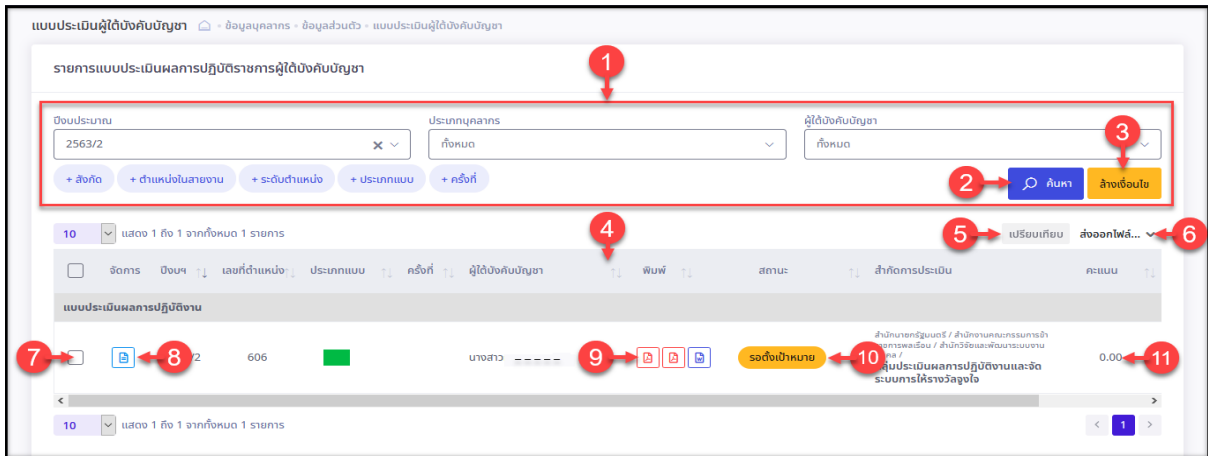 แบบประเมินผู้ใต้บังคับบัญชา ข้อมูลบุคลากร - ข้อมูลส่วนตัว - แบบประเมินผู้ใต้บังคับบัญชา
รายการแบบประเมินผลการปฏิบัติราชการผู้ใต้บังคับบัญชา
1
ปีงบประมาณ ประเภทบุคลากร ผู้ใต้บังคับบัญชา
2563/2 ทั้งหมด ทั้งหมด
3
+ สังกัด + ตำแหน่งในสายงาน + ระดับตำแหน่ง + ประเภทแบบ + ครั้งที่
2 ค้นหา ล้างเงื่อนไข
10 แสดง 1 ถึง 1 จากทั้งหมด 1 รายการ 4 5 เปรียบเทียบ ส่งออกไฟล์... 6
จัดการ ปีงบฯ เลขที่ตำแหน่ง ประเภทแบบ ครั้งที่ ผู้ใต้บังคับบัญชา พิมพ์ สถานะ สำกัดการประเมิน คะแนน
แบบประเมินผลการปฏิบัติงาน
7 8 /2 606 นางสาว 9 รอตั้งเป้าหมาย 10 0.00 11
สำนักนายกรัฐมนตรี / สำนักงานคณะกรรมการข้า
ราชการพลเรือน / สำนักวิจัยและพัฒนาระบบงาน
/
กลุ่มประเมินผลการปฏิบัติงานและจัด
ระบบการให้รางวัลจูงใจ
10 แสดง 1 ถึง 1 จากทั้งหมด 1 รายการ 1